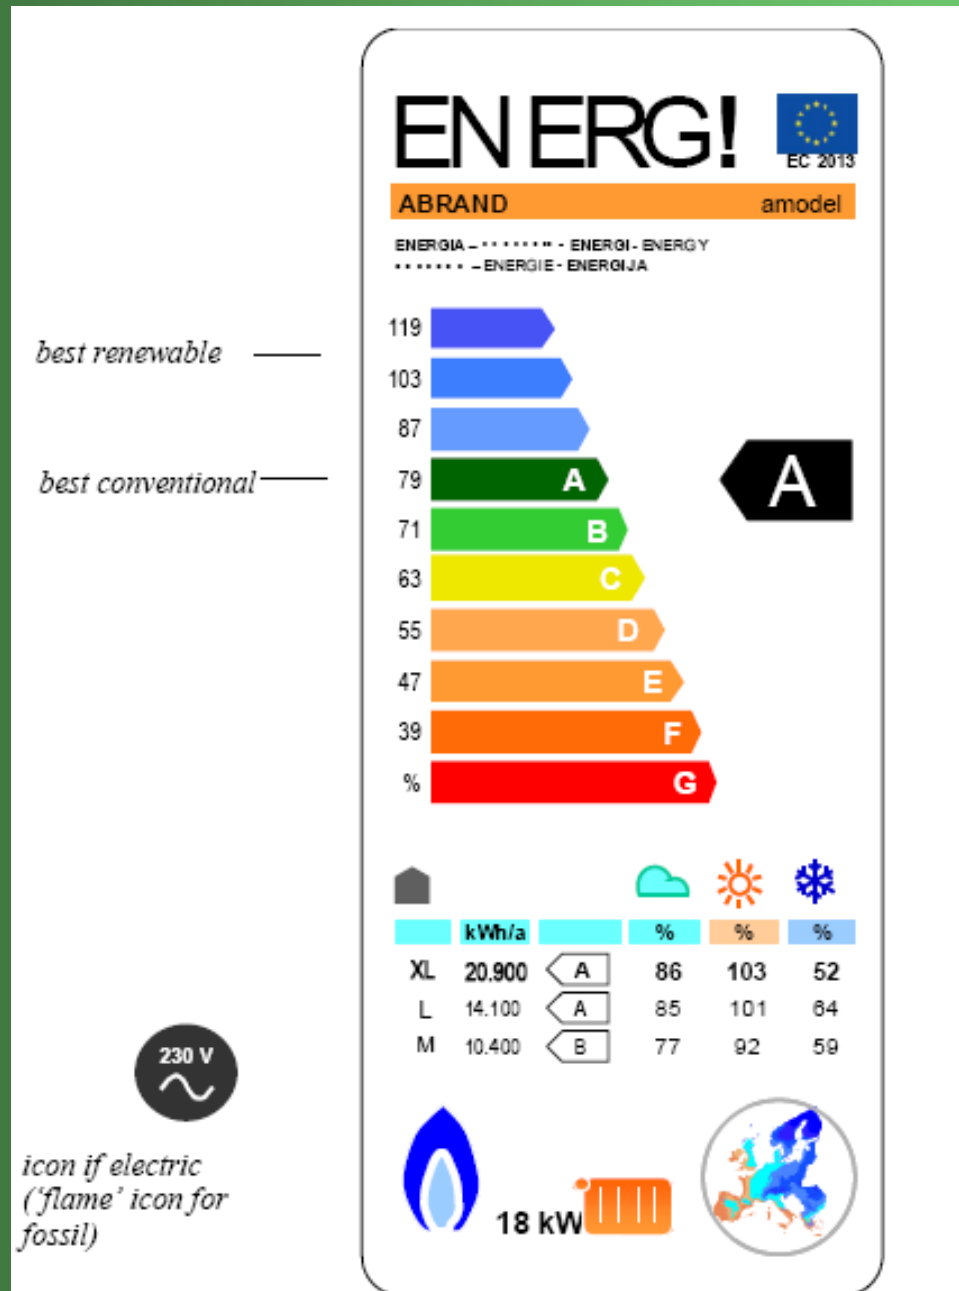 ENERG!
EC 2013
ABRAND amodel
ENERGIA – · · · · · · ·· - ENERGI - ENERGY
· · · · · · · – ENERGIE - ENERGIJA
119
best renewable
103
87
best conventional
79 A A
71 B
63 C
55 D
47 E
39 F
% G
kWh/a % % %
XL 20.900 A 86 103 52
L 14.100 A 85 101 64
M 10.400 B 77 92 59
230 V
icon if electric
('flame' icon for
fossil)
18 kW